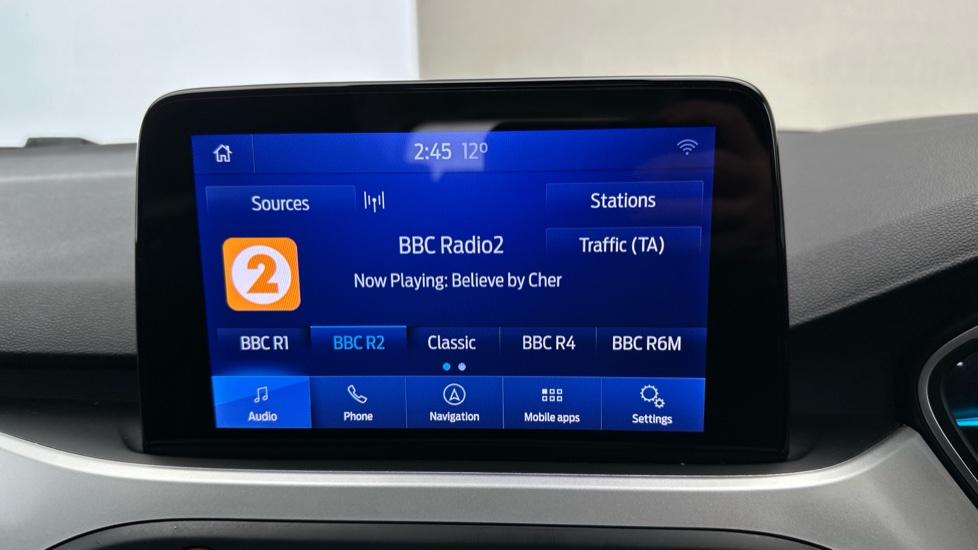 2:45 12°
Sources
Stations
2
BBC Radio2
Traffic (TA)
Now Playing: Believe by Cher
BBC R1 BBC R2 Classic BBC R4 BBC R6M
Audio Phone Navigation Mobile apps Settings